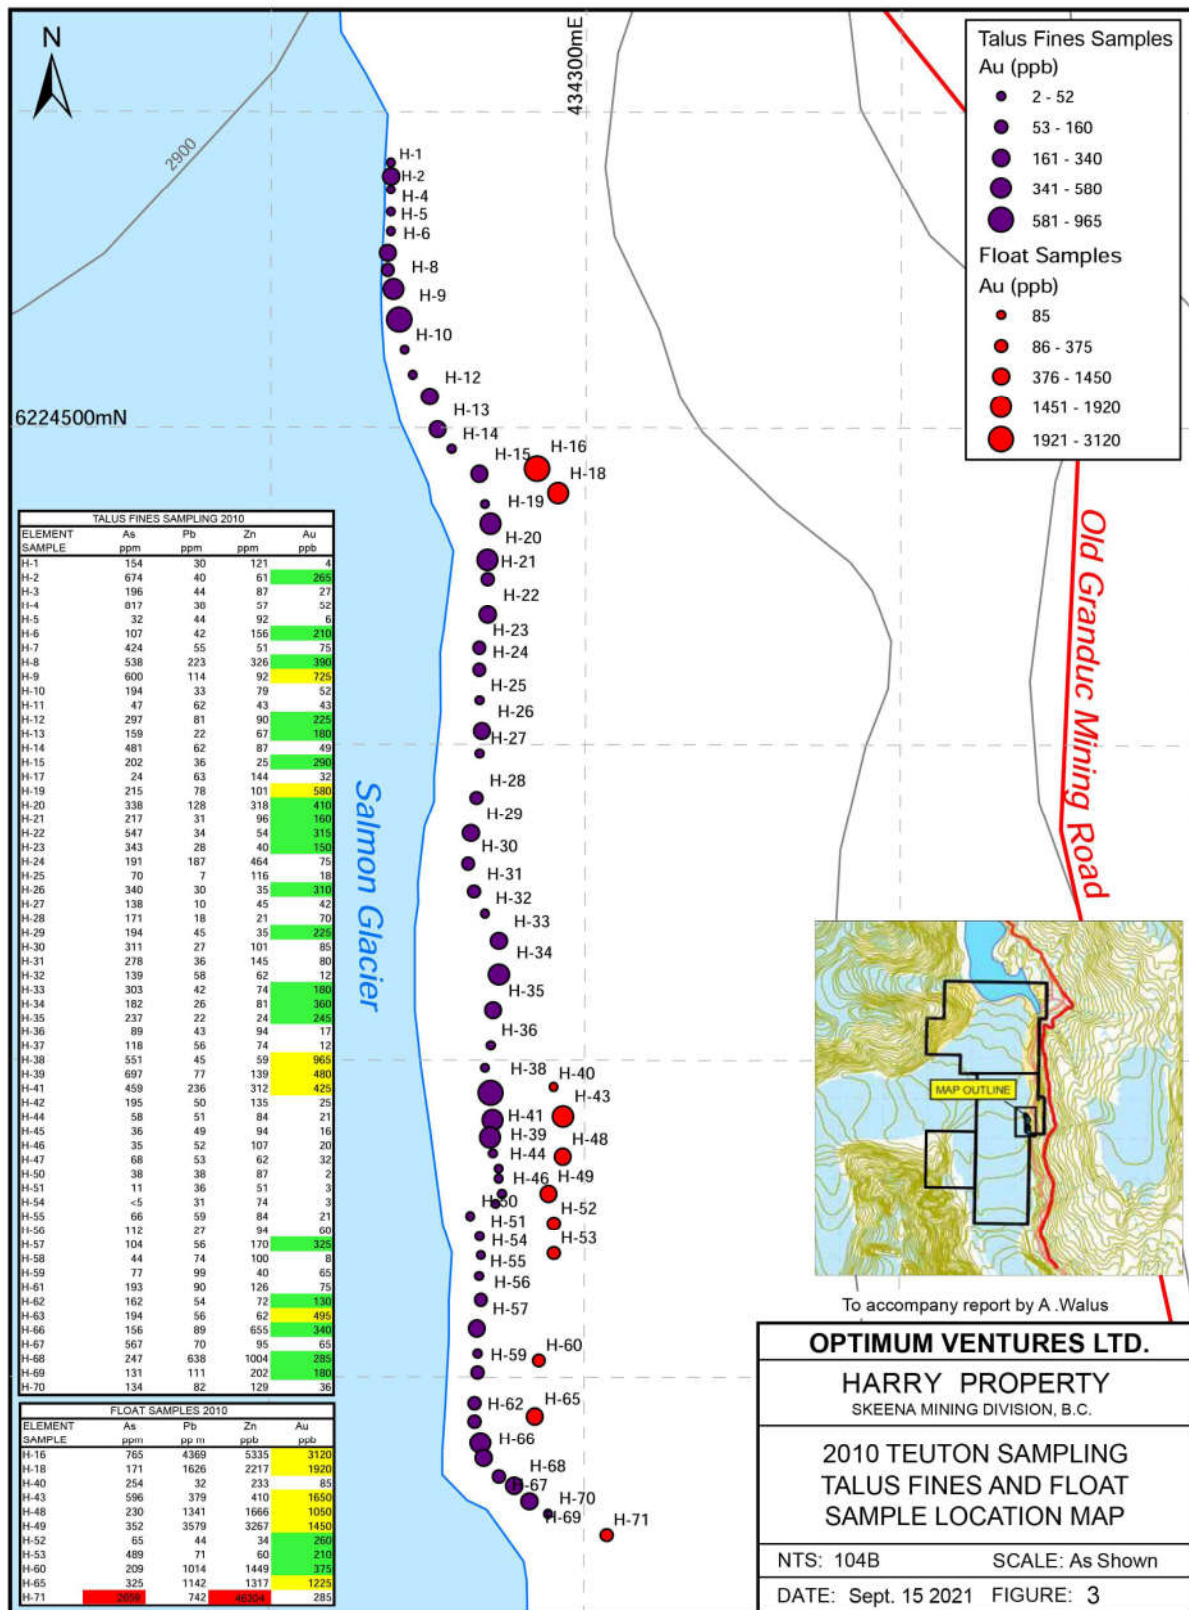 N
2900
434300mE
6224500mN
Talus Fines Samples
Au (ppb)
2 - 52
53 - 160
161 - 340
341 - 580
581 - 965
Float Samples
Au (ppb)
85
86 - 375
376 - 1450
1451 - 1920
1921 - 3120
H-1
H-2
H-4
H-5
H-6
H-8
H-9
H-10
H-12
H-13
H-14
H-15
H-16
H-18
H-19
H-20
H-21
H-22
H-23
H-24
H-25
H-26
H-27
H-28
H-29
H-30
H-31
H-32
H-33
H-34
H-35
H-36
H-38
H-40
H-43
H-41
H-39
H-48
H-44
H-46
H-49
H-50
H-52
H-51
H-54
H-53
H-55
H-56
H-57
H-59
H-60
H-62
H-65
H-66
H-68
H-67
H-70
H-69
H-71
Salmon Glacier
Old Granduc Mining Road
TALUS FINES SAMPLING 2010
ELEMENT As Pb Zn Au
SAMPLE ppm ppm ppm ppb
H-1 154 30 121 4
H-2 674 40 61 265
H-3 196 44 87 27
H-4 817 38 57 52
H-5 32 44 92 6
H-6 107 42 156 210
H-7 424 55 51 75
H-8 538 223 326 390
H-9 600 114 92 725
H-10 194 33 79 52
H-11 47 62 43 43
H-12 297 81 90 225
H-13 159 22 67 180
H-14 481 62 87 49
H-15 202 36 25 290
H-17 24 63 144 32
H-19 215 78 101 580
H-20 338 128 318 410
H-21 217 31 96 160
H-22 547 34 54 315
H-23 343 28 40 150
H-24 191 187 464 75
H-25 70 7 116 18
H-26 340 30 35 310
H-27 138 10 45 42
H-28 171 18 21 70
H-29 194 45 35 225
H-30 311 27 101 85
H-31 278 36 145 80
H-32 139 58 62 12
H-33 303 42 74 180
H-34 182 26 81 360
H-35 237 22 24 245
H-36 89 43 94 17
H-37 118 56 74 12
H-38 551 45 59 965
H-39 697 77 139 480
H-41 459 236 312 425
H-42 195 50 135 25
H-44 58 51 84 21
H-45 36 49 94 16
H-46 35 52 107 20
H-47 68 53 62 32
H-50 38 38 87 2
H-51 11 36 51 3
H-54 <5 31 74 3
H-55 66 59 84 21
H-56 112 27 94 60
H-57 104 56 170 325
H-58 44 74 100 8
H-59 77 99 40 65
H-61 193 90 126 75
H-62 162 54 72 130
H-63 194 56 62 495
H-66 156 89 655 340
H-67 567 70 95 65
H-68 247 638 1004 285
H-69 131 111 202 180
H-70 134 82 129 36
FLOAT SAMPLES 2010
ELEMENT As Pb Zn Au
SAMPLE ppm pp m ppb ppb
H-16 765 4369 5335 3120
H-18 171 1626 2217 1920
H-40 254 32 233 85
H-43 596 379 410 1650
H-48 230 1341 1666 1050
H-49 352 3579 3267 1450
H-52 65 44 34 260
H-53 489 71 60 210
H-60 209 1014 1449 375
H-65 325 1142 1317 1225
H-71 742 285
MAP OUTLINE
To accompany report by A .Walus
OPTIMUM VENTURES LTD.
HARRY PROPERTY
SKEENA MINING DIVISION, B.C.
2010 TEUTON SAMPLING
TALUS FINES AND FLOAT
SAMPLE LOCATION MAP
NTS: 104B SCALE: As Shown
DATE: Sept. 15 2021 FIGURE: 3